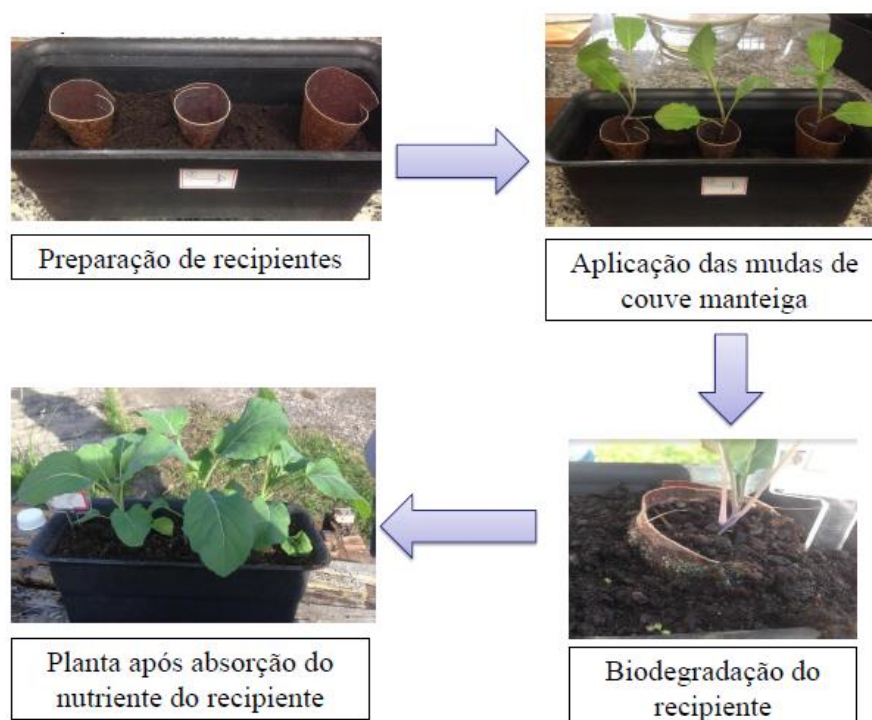 Preparação de recipientes
Aplicação das mudas de
couve manteiga
Biodegradação do
recipiente
Planta após absorção do
nutriente do recipiente